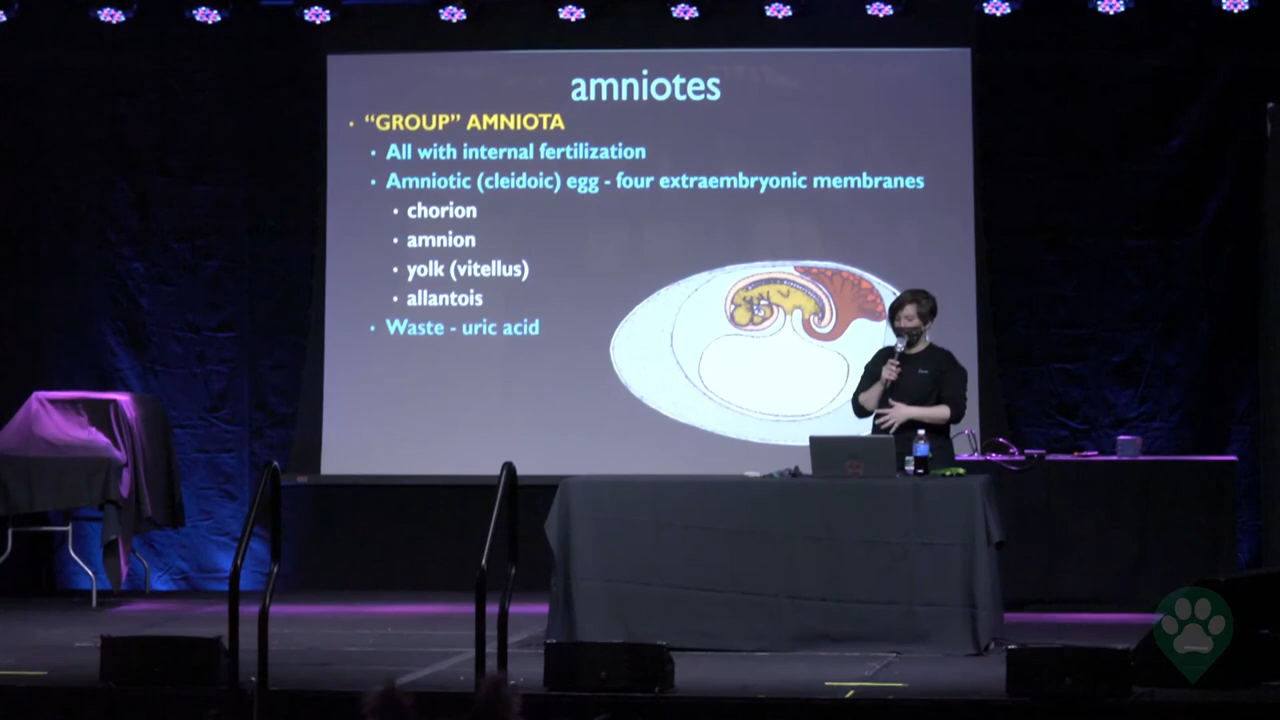 amniotes
• “GROUP” AMNIOTA
• All with internal fertilization
• Amniotic (cleidoic) egg - four extraembryonic membranes
• chorion
• amnion
• yolk (vitellus)
• allantois
• Waste - uric acid